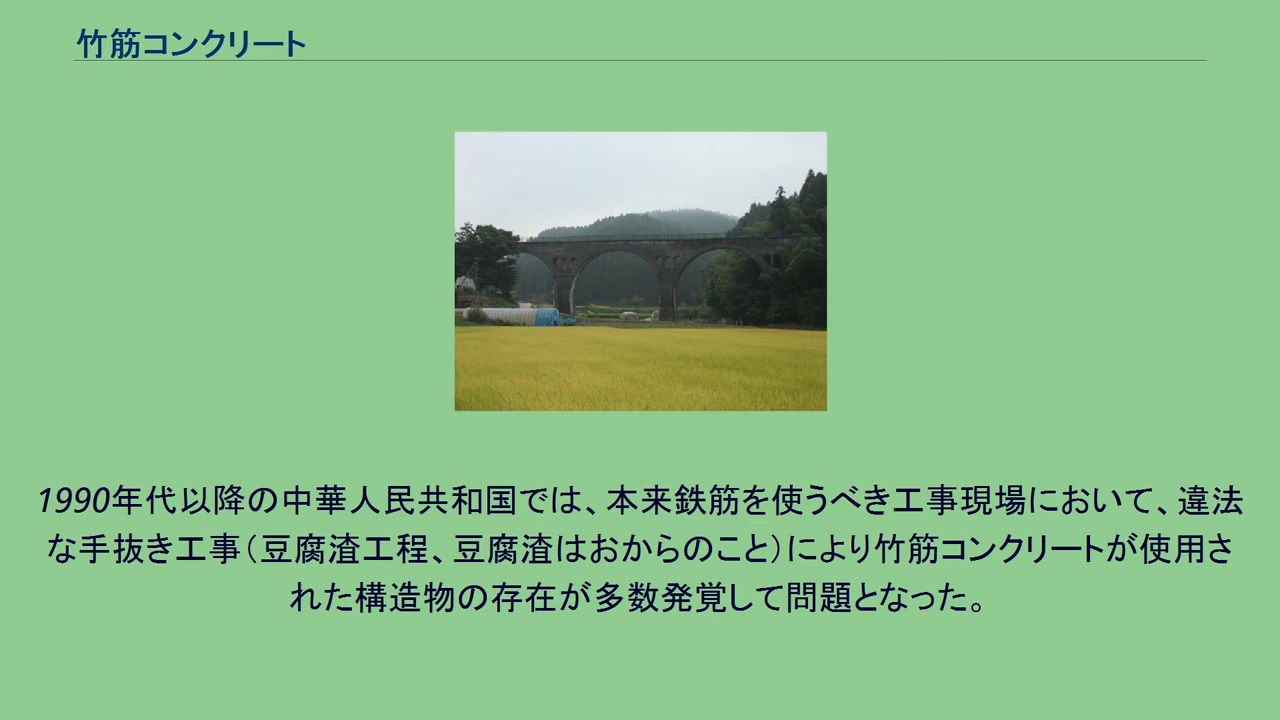 竹筋コンクリート
1990年代以降の中華人民共和国では、本来鉄筋を使うべき工事現場において、違法
な手抜き工事（豆腐渣工程、豆腐渣はおからのこと）により竹筋コンクリートが使用さ
れた構造物の存在が多数発覚して問題となった。